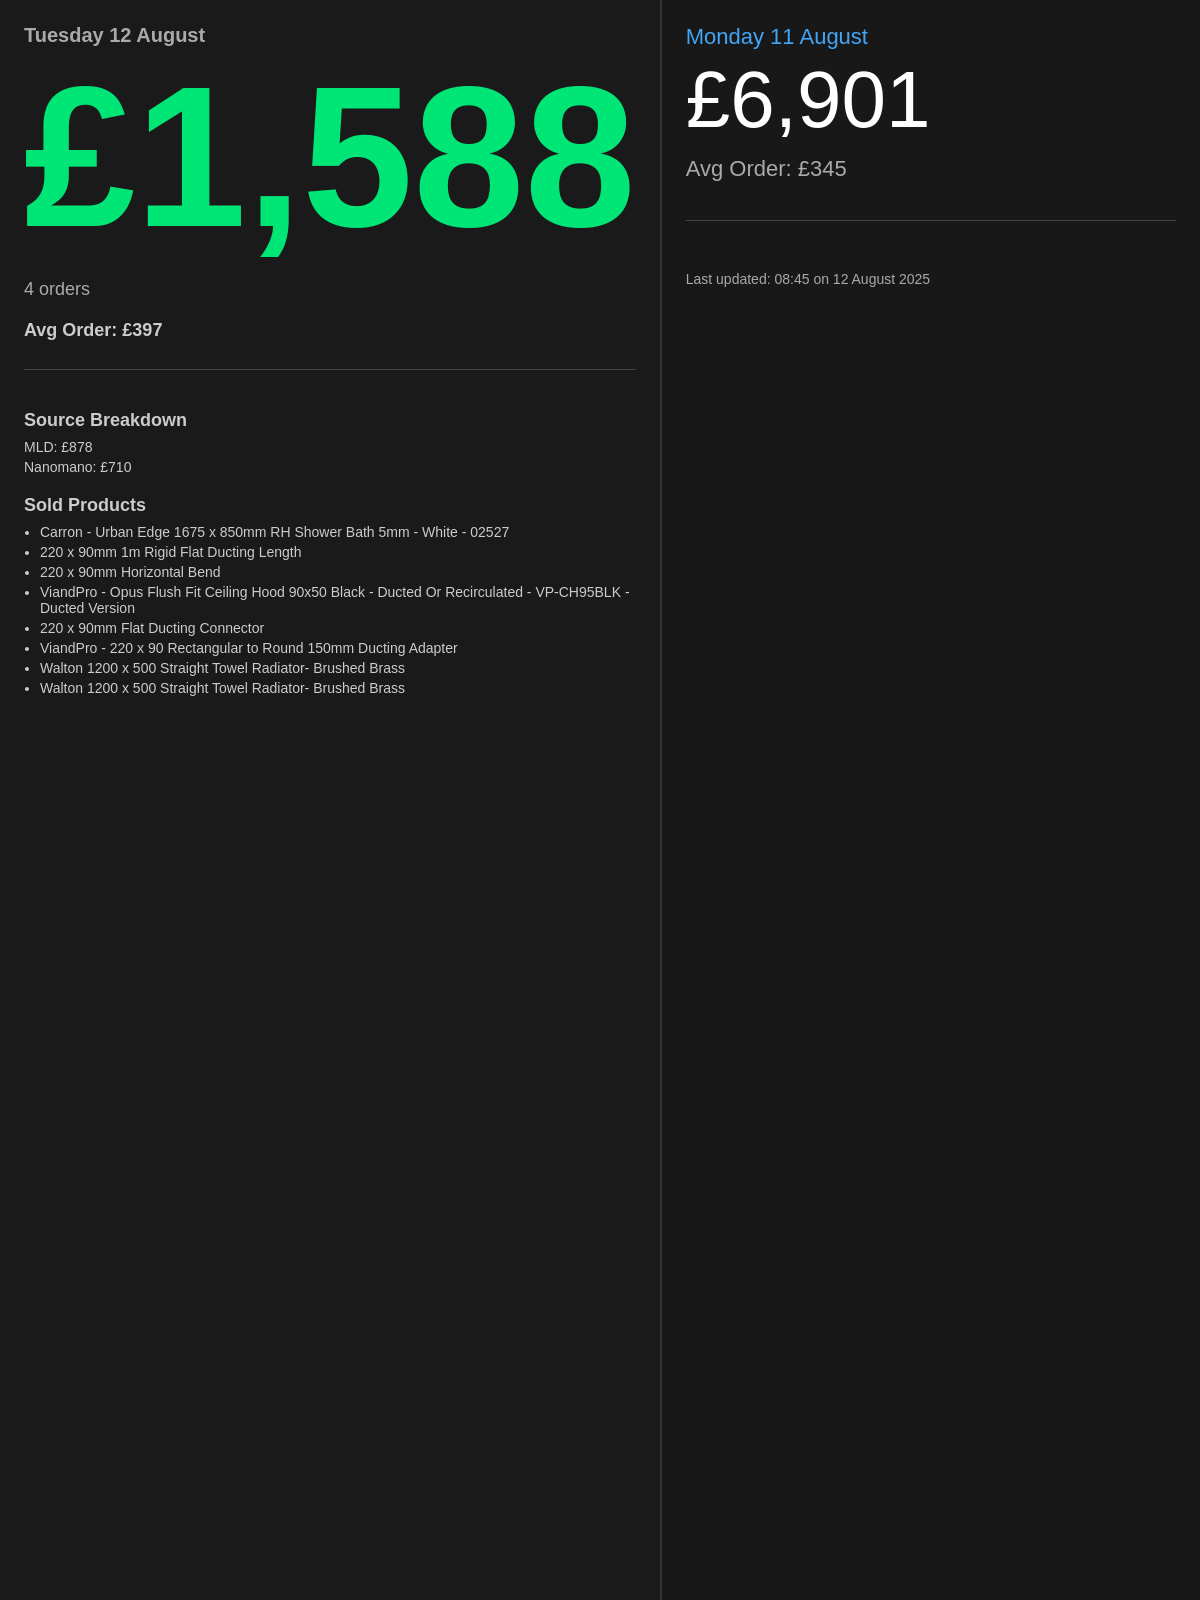 Tuesday 12 August
£1,588
4 orders
Avg Order: £397
Source Breakdown
MLD: £878
Nanomano: £710
Sold Products
• Carron - Urban Edge 1675 x 850mm RH Shower Bath 5mm - White - 02527
• 220 x 90mm 1m Rigid Flat Ducting Length
• 220 x 90mm Horizontal Bend
• ViandPro - Opus Flush Fit Ceiling Hood 90x50 Black - Ducted Or Recirculated - VP-CH95BLK -
Ducted Version
• 220 x 90mm Flat Ducting Connector
• ViandPro - 220 x 90 Rectangular to Round 150mm Ducting Adapter
• Walton 1200 x 500 Straight Towel Radiator- Brushed Brass
• Walton 1200 x 500 Straight Towel Radiator- Brushed Brass
Monday 11 August
£6,901
Avg Order: £345
Last updated: 08:45 on 12 August 2025